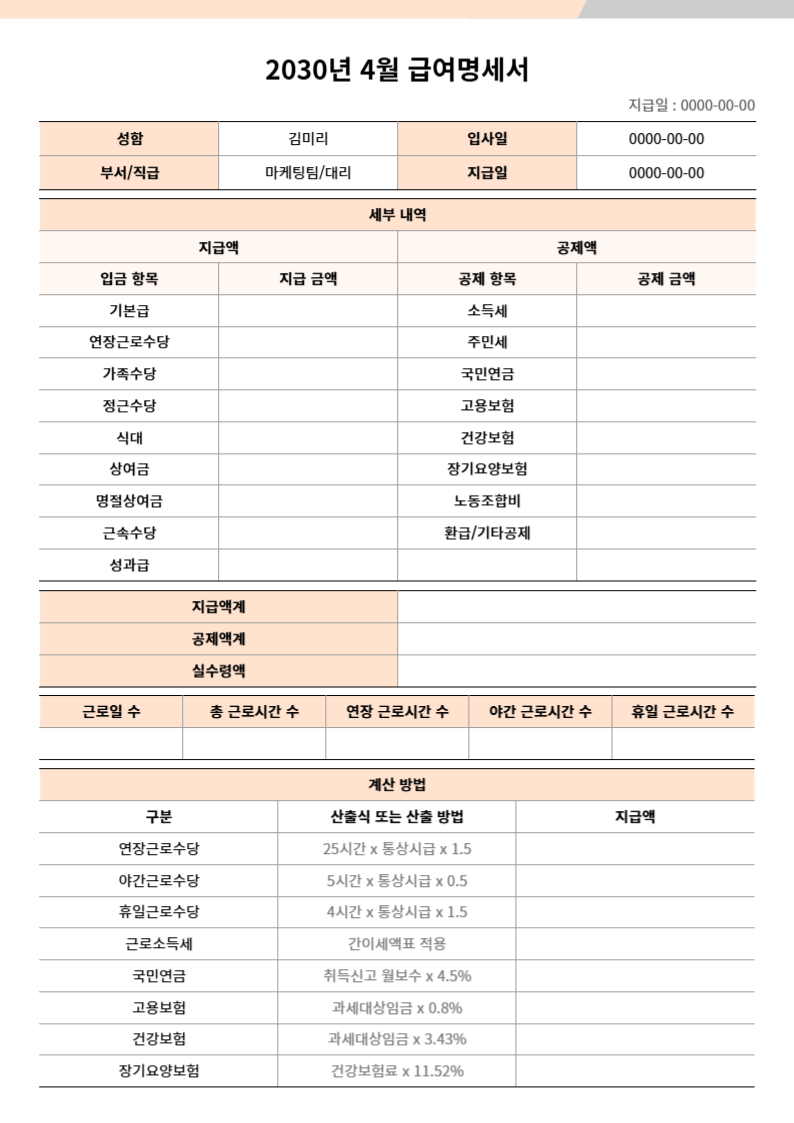 2030년 4월 급여명세서
지급일 : 0000-00-00
성함 김미리 입사일 0000-00-00
부서/직급 마케팅팀/대리 지급일 0000-00-00
세부 내역
지급액 공제액
입금 항목 지급 금액 공제 항목 공제 금액
기본급 소득세
연장근로수당 주민세
가족수당 국민연금
정근수당 고용보험
식대 건강보험
상여금 장기요양보험
명절상여금 노동조합비
근속수당 환급/기타공제
성과급
지급액계
공제액계
실수령액
근로일 수 총 근로시간 수 연장 근로시간 수 야간 근로시간 수 휴일 근로시간 수
계산 방법
구분 산출식 또는 산출 방법 지급액
연장근로수당 25시간 x 통상시급 x 1.5
야간근로수당 5시간 x 통상시급 x 0.5
휴일근로수당 4시간 x 통상시급 x 1.5
근로소득세 간이세액표 적용
국민연금 취득신고 월보수 x 4.5%
고용보험 과세대상임금 x 0.8%
건강보험 과세대상임금 x 3.43%
장기요양보험 건강보험료 x 11.52%